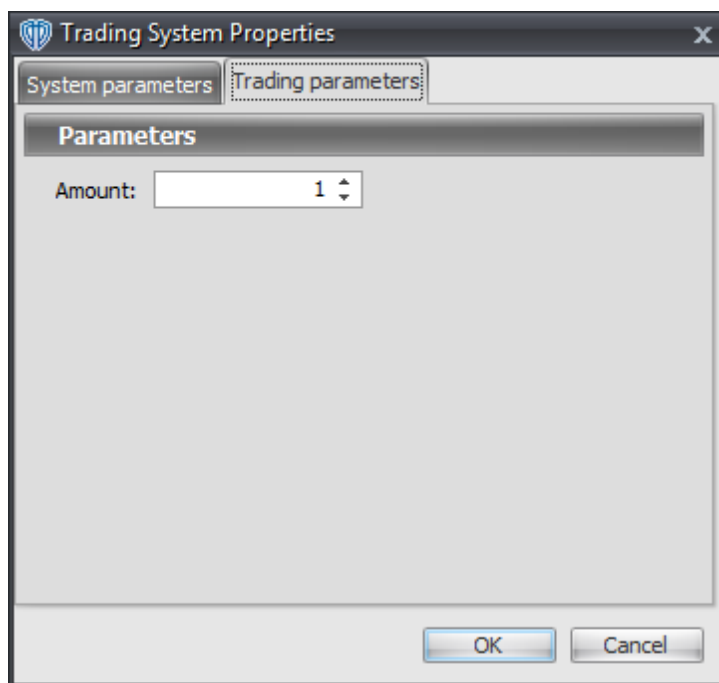 Trading System Properties
System parameters Trading parameters
Parameters
Amount: 1
OK Cancel